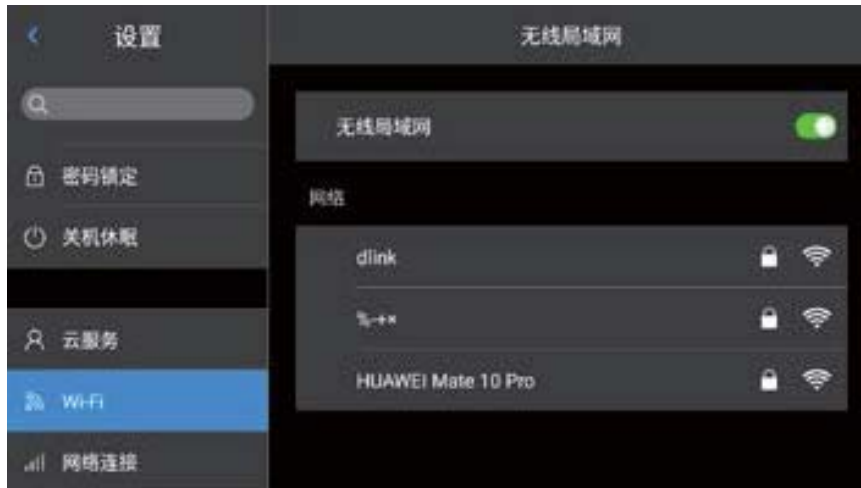 设置
密码锁定
关机休眠
云服务
Wi-Fi
网络连接
无线局域网
无线局域网
网络
dlink
HUAWEI Mate 10 Pro